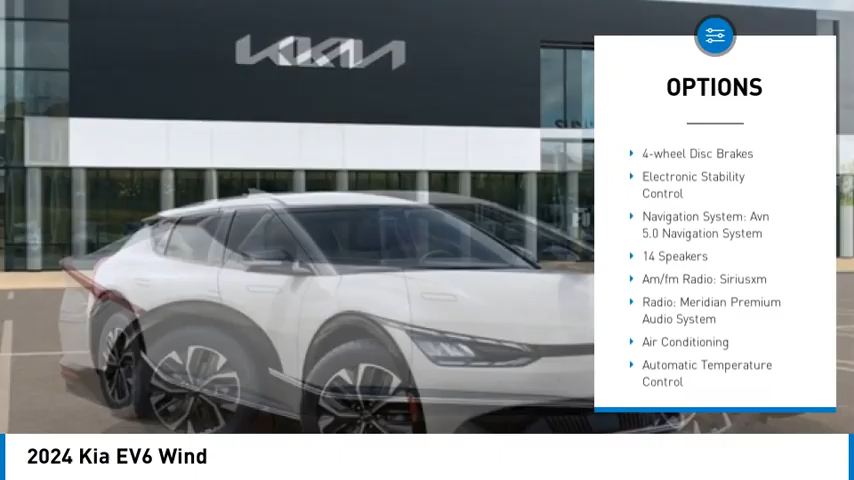 KIA
OPTIONS
4-wheel Disc Brakes
Electronic Stability
Control
Navigation System: Avn
5.0 Navigation System
14 Speakers
Am/fm Radio: Siriusxm
Radio: Meridian Premium
Audio System
Air Conditioning
Automatic Temperature
Control
2024 Kia EV6 Wind